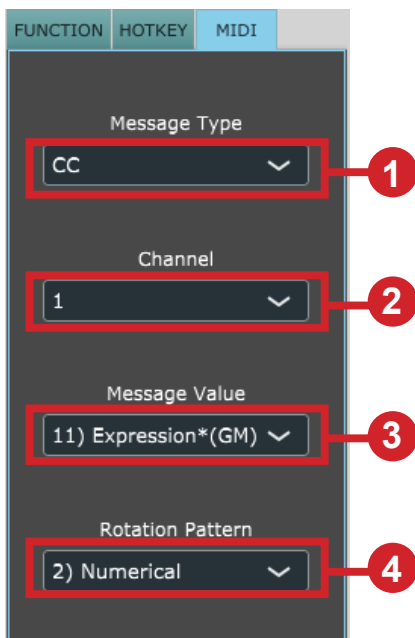 FUNCTION HOTKEY MIDI
Message Type
CC
1
Channel
1
2
Message Value
11) Expression*(GM)
3
Rotation Pattern
2) Numerical
4